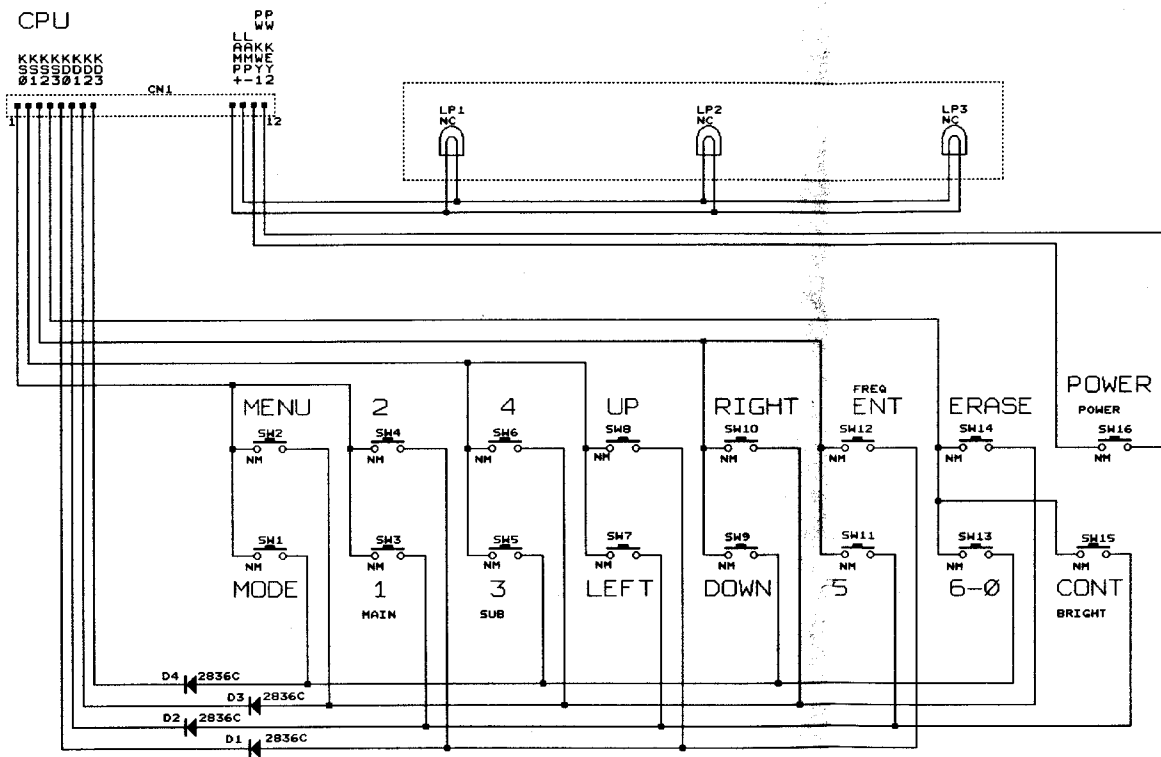 CPU
PP
WW
LL
AAKK
MMWE
PPYY
+-12
KKKKKKKK
SSSSDDDD
01230123
CN1
1
12
LP1
NC
LP2
NC
LP3
NC
MENU
2
4
UP
RIGHT
FREQ
ENT
ERASE
POWER
POWER
SW2
NM
SW4
NM
SW6
NM
SW8
NM
SW10
NM
SW12
NM
SW14
NM
SW16
NM
SW1
NM
SW3
NM
SW5
NM
SW7
NM
SW9
NM
SW11
NM
SW13
NM
SW15
NM
MODE
1
3
LEFT
DOWN
5
6-0
CONT
MAIN
SUB
BRIGHT
D4 2836C
D3 2836C
D2 2836C
D1 2836C